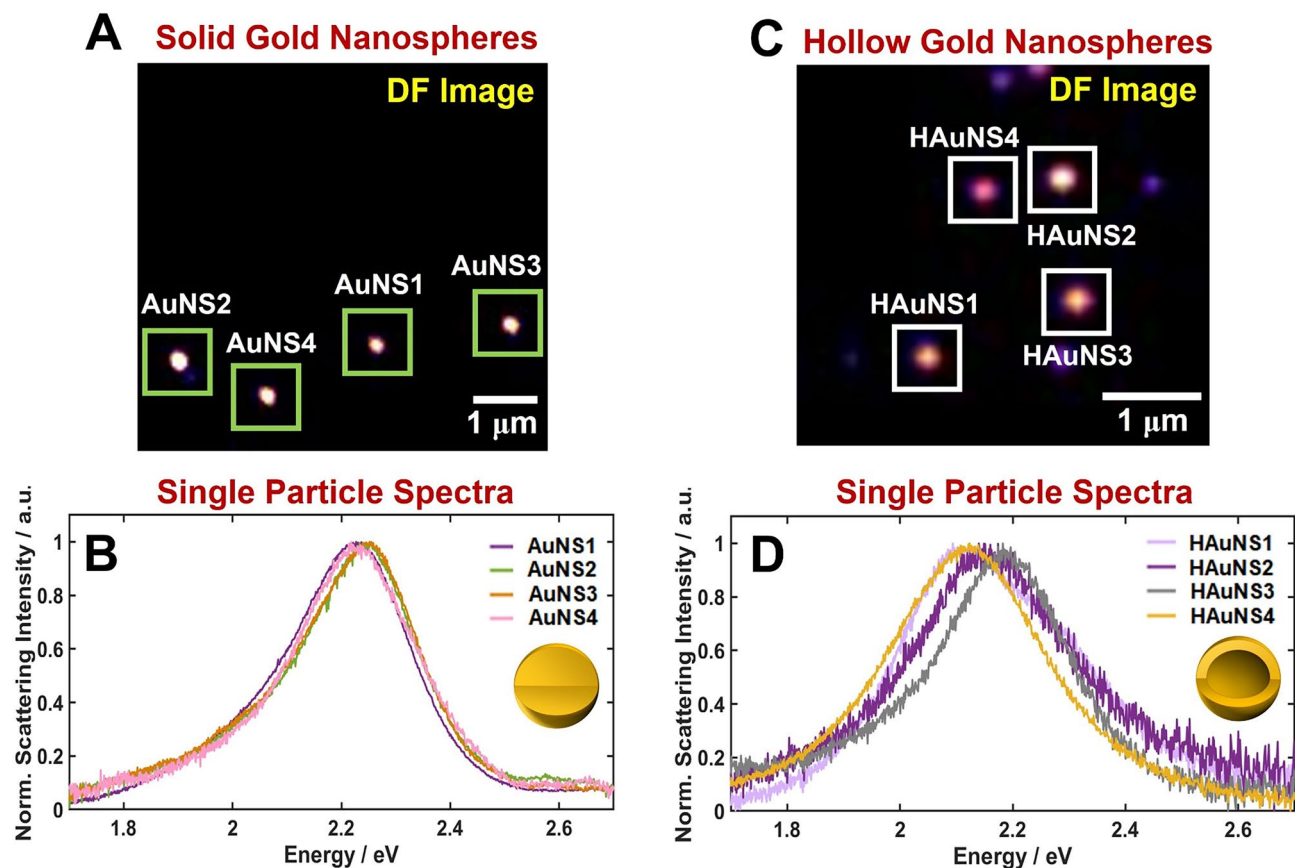 A Solid Gold Nanospheres
DF Image
AuNS3
AuNS1
AuNS2
AuNS4
1 μm
C Hollow Gold Nanospheres
DF Image
HAuNS4
HAuNS2
HAuNS1
HAuNS3
1 μm
Single Particle Spectra
B
Norm. Scattering Intensity / a.u.
1
0.8
0.6
0.4
0.2
0
AuNS1
AuNS2
AuNS3
AuNS4
1.8 2 2.2 2.4 2.6
Energy / eV
Single Particle Spectra
D
Norm. Scattering Intensity / a.u.
1
0.8
0.6
0.4
0.2
0
HAuNS1
HAuNS2
HAuNS3
HAuNS4
1.8 2 2.2 2.4 2.6
Energy / eV